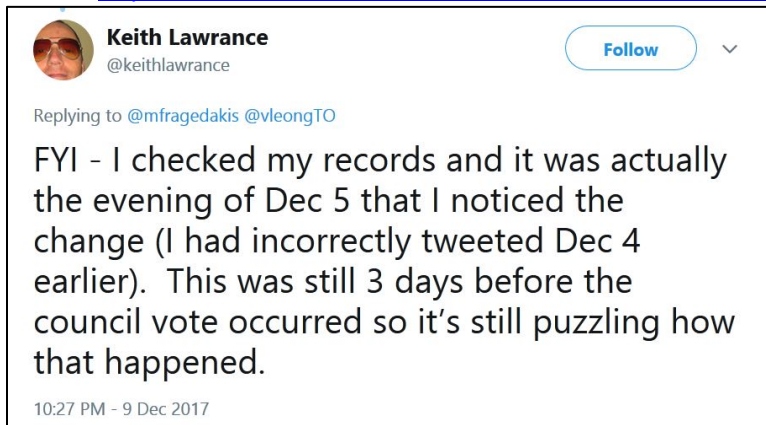 Keith Lawrance
@keithlawrance
Follow
Replying to @mfragedakis @vleongTO
FYI - I checked my records and it was actually
the evening of Dec 5 that I noticed the
change (I had incorrectly tweeted Dec 4
earlier).  This was still 3 days before the
council vote occurred so it’s still puzzling how
that happened.
10:27 PM - 9 Dec 2017